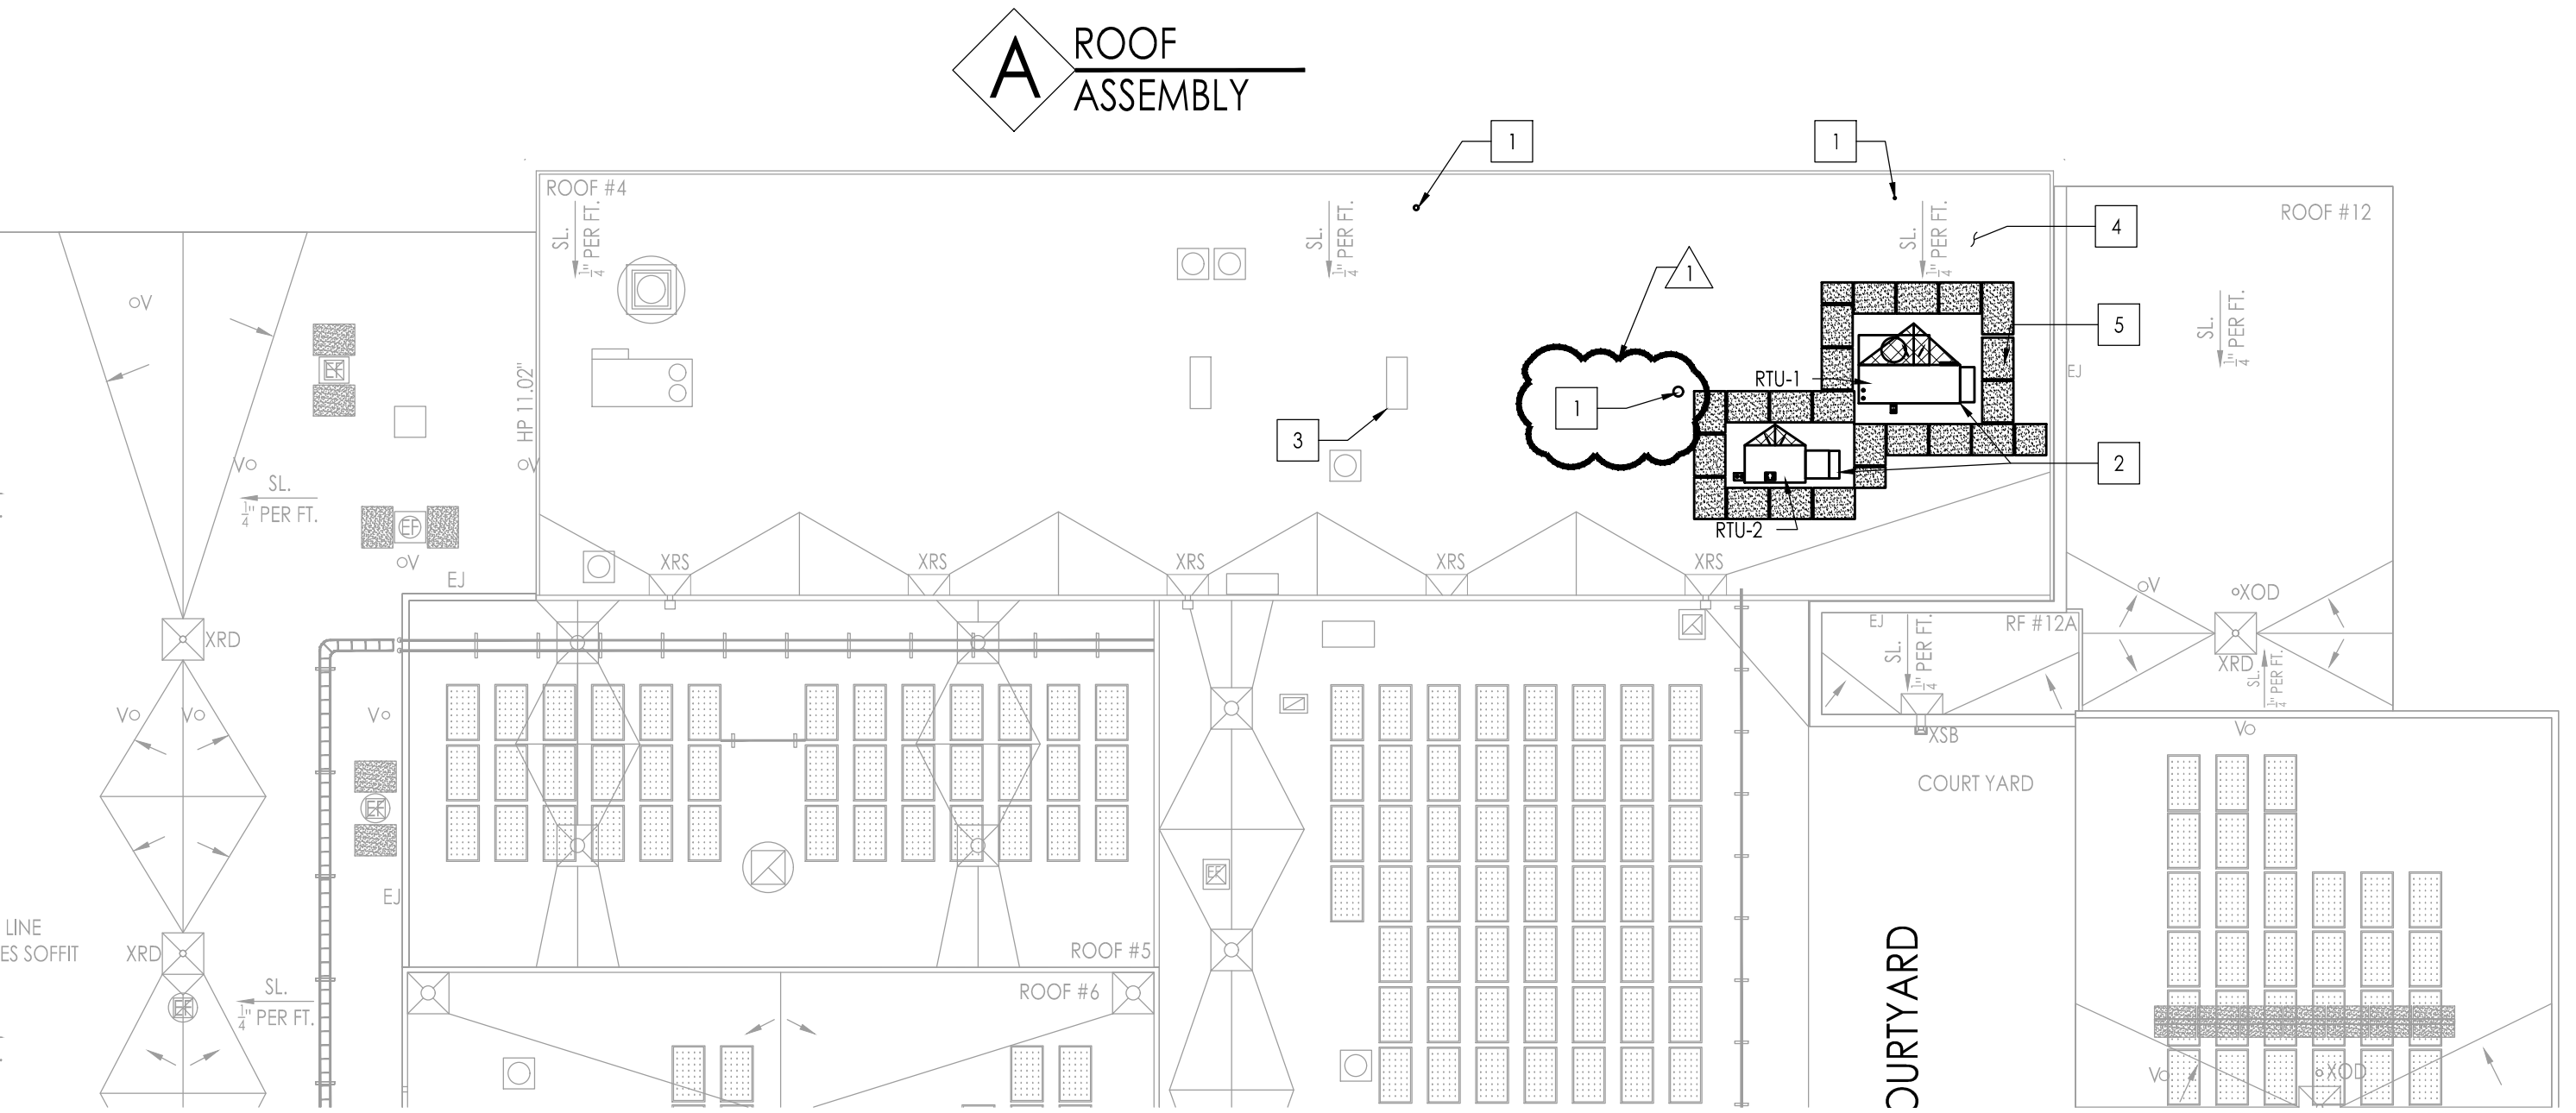 A
ROOF
ASSEMBLY
1
1
ROOF #4
ROOF #12
SL.
1/4" PER FT.
SL.
1/4" PER FT.
SL.
1/4" PER FT.
4
1
V
SL.
1/4" PER FT.
5
EF
EJ
RTU-1
HP 11.02"
1
3
V
V
2
SL.
1/4" PER FT.
EF
RTU-2
V
EJ
XRS
XRS
XRS
XRS
XRS
V
XOD
XRD
EJ
SL.
1/4" PER FT.
RF #12A
XRD
SL.
1/4" PER FT.
V
V
V
V
XSB
COURT YARD
EF
EF
EJ
LINE
ES SOFFIT
XRD
ROOF #5
OURTYARD
SL.
1/4" PER FT.
EF
ROOF #6
V
XOD